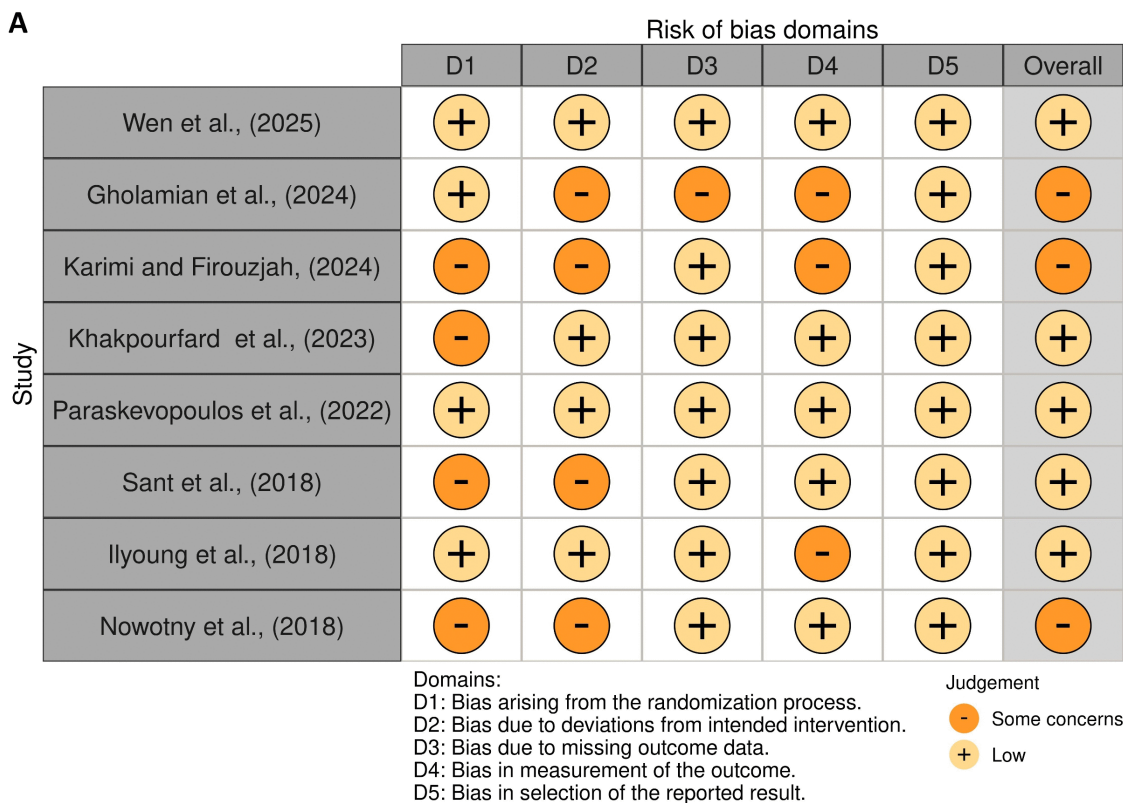 A
Risk of bias domains
D1 D2 D3 D4 D5 Overall
Study
Wen et al., (2025) + + + + + +
Gholamian et al., (2024) + - - - + -
Karimi and Firouzjah, (2024) - - + - + -
Khakpourfard  et al., (2023) - + + + + +
Paraskevopoulos et al., (2022) + + + + + +
Sant et al., (2018) - - + + + +
Ilyoung et al., (2018) + + + - + +
Nowotny et al., (2018) - - + + + -
Domains:
D1: Bias arising from the randomization process.
D2: Bias due to deviations from intended intervention.
D3: Bias due to missing outcome data.
D4: Bias in measurement of the outcome.
D5: Bias in selection of the reported result.
Judgement
- Some concerns
+ Low